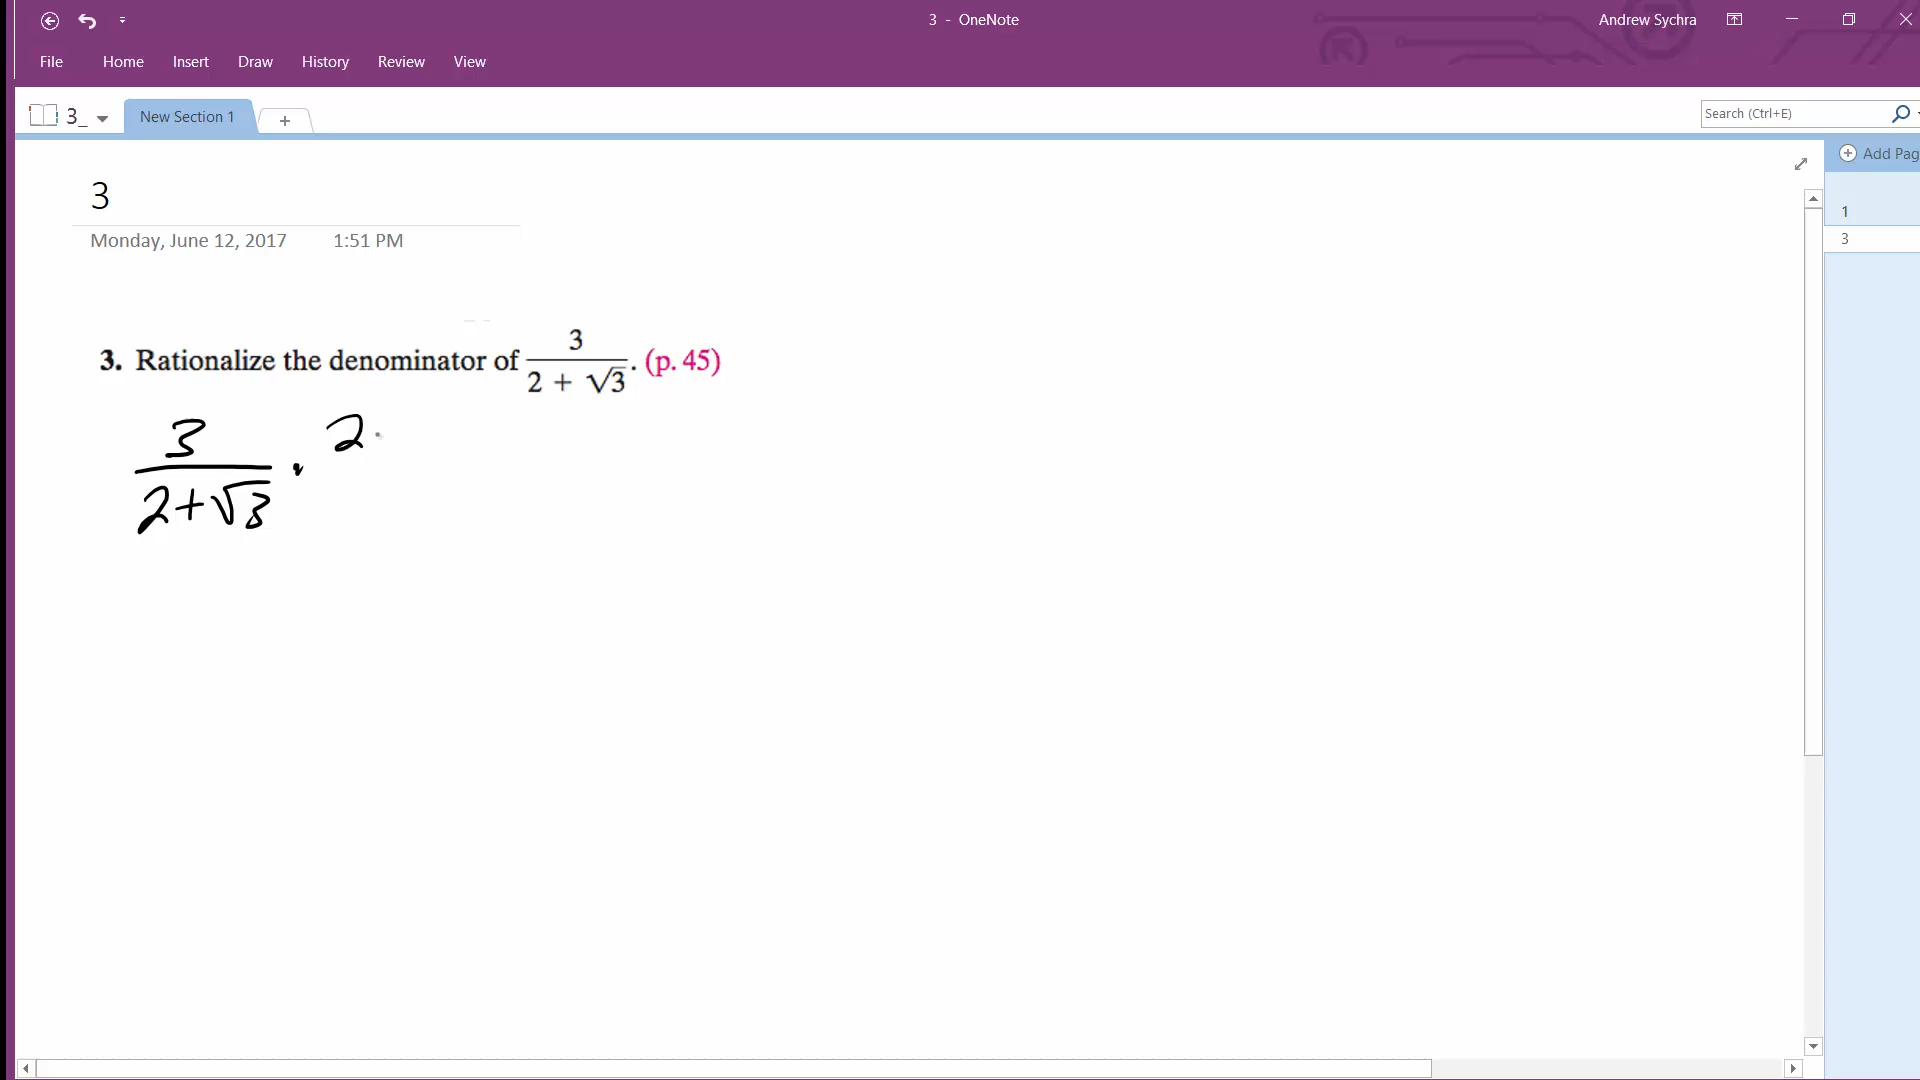 3 - OneNote
Andrew Sychra
File Home Insert Draw History Review View
3_ New Section 1 +
Search (Ctrl+E)
Add Pag
3
Monday, June 12, 2017 1:51 PM
1
3
3. Rationalize the denominator of 3/(2 + √3). (p. 45)
3/(2+√3) · 2